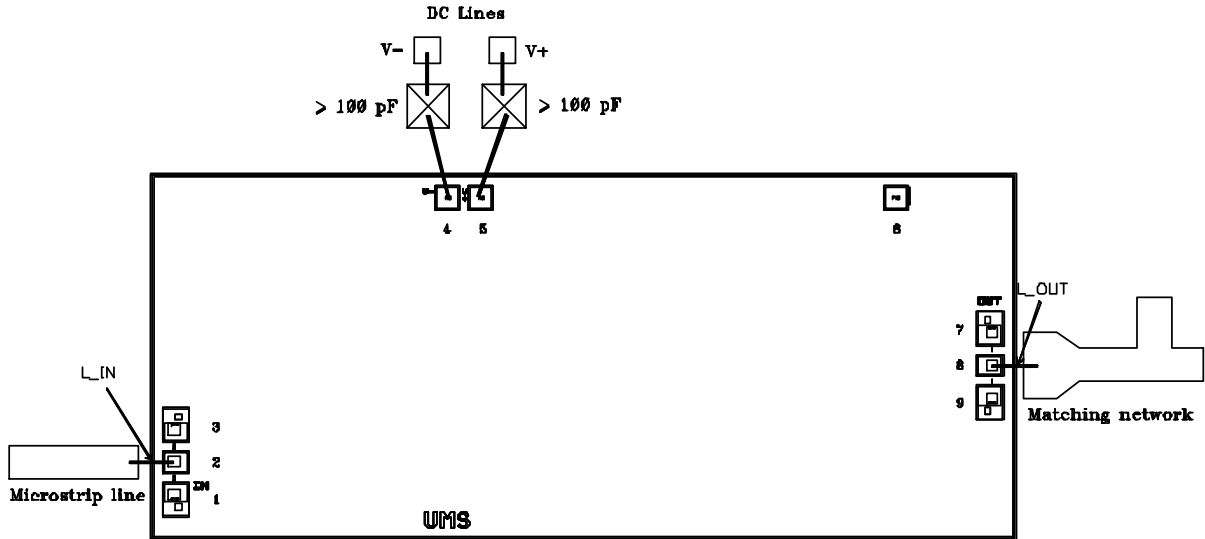 DC Lines
V- V+
> 100 pF > 100 pF
4 5 6
L_OUT
OUT
7
8
9
Matching network
L_IN
3
2
IN
1
Microstrip line
UMS